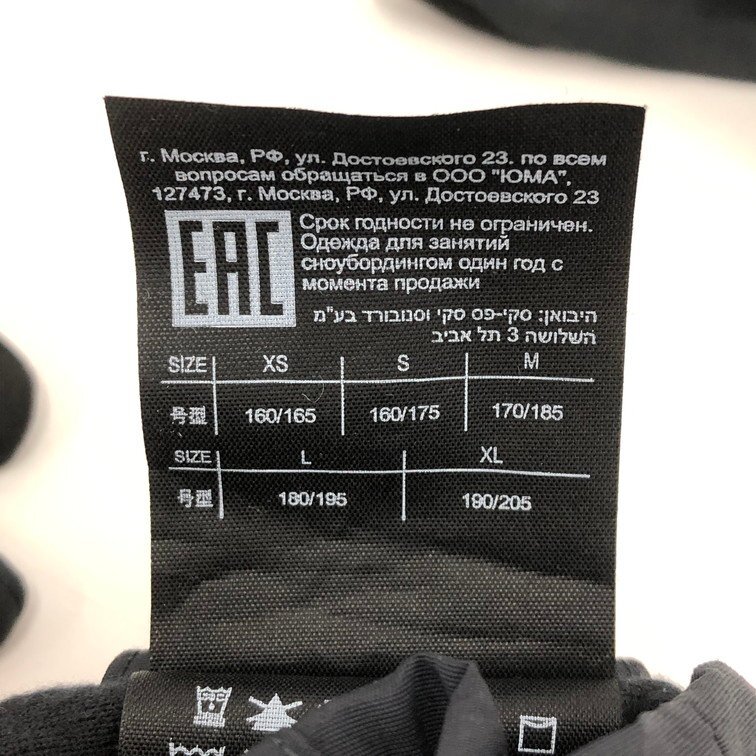 г. Москва, РФ, ул. Достоевского 23. по всем
вопросам обращаться в ООО "ЮМА",
127473, г. Москва, РФ, ул. Достоевского 23
EAC
Срок годности не ограничен.
Одежда для занятий
сноубордингом один год с
момента продажи
היבואן: סקי-פס סקי וסנובורד בע"מ
השלושה 3 תל אביב
SIZE XS S M
号型 160/165 160/175 170/185
SIZE L XL
号型 180/195 190/205